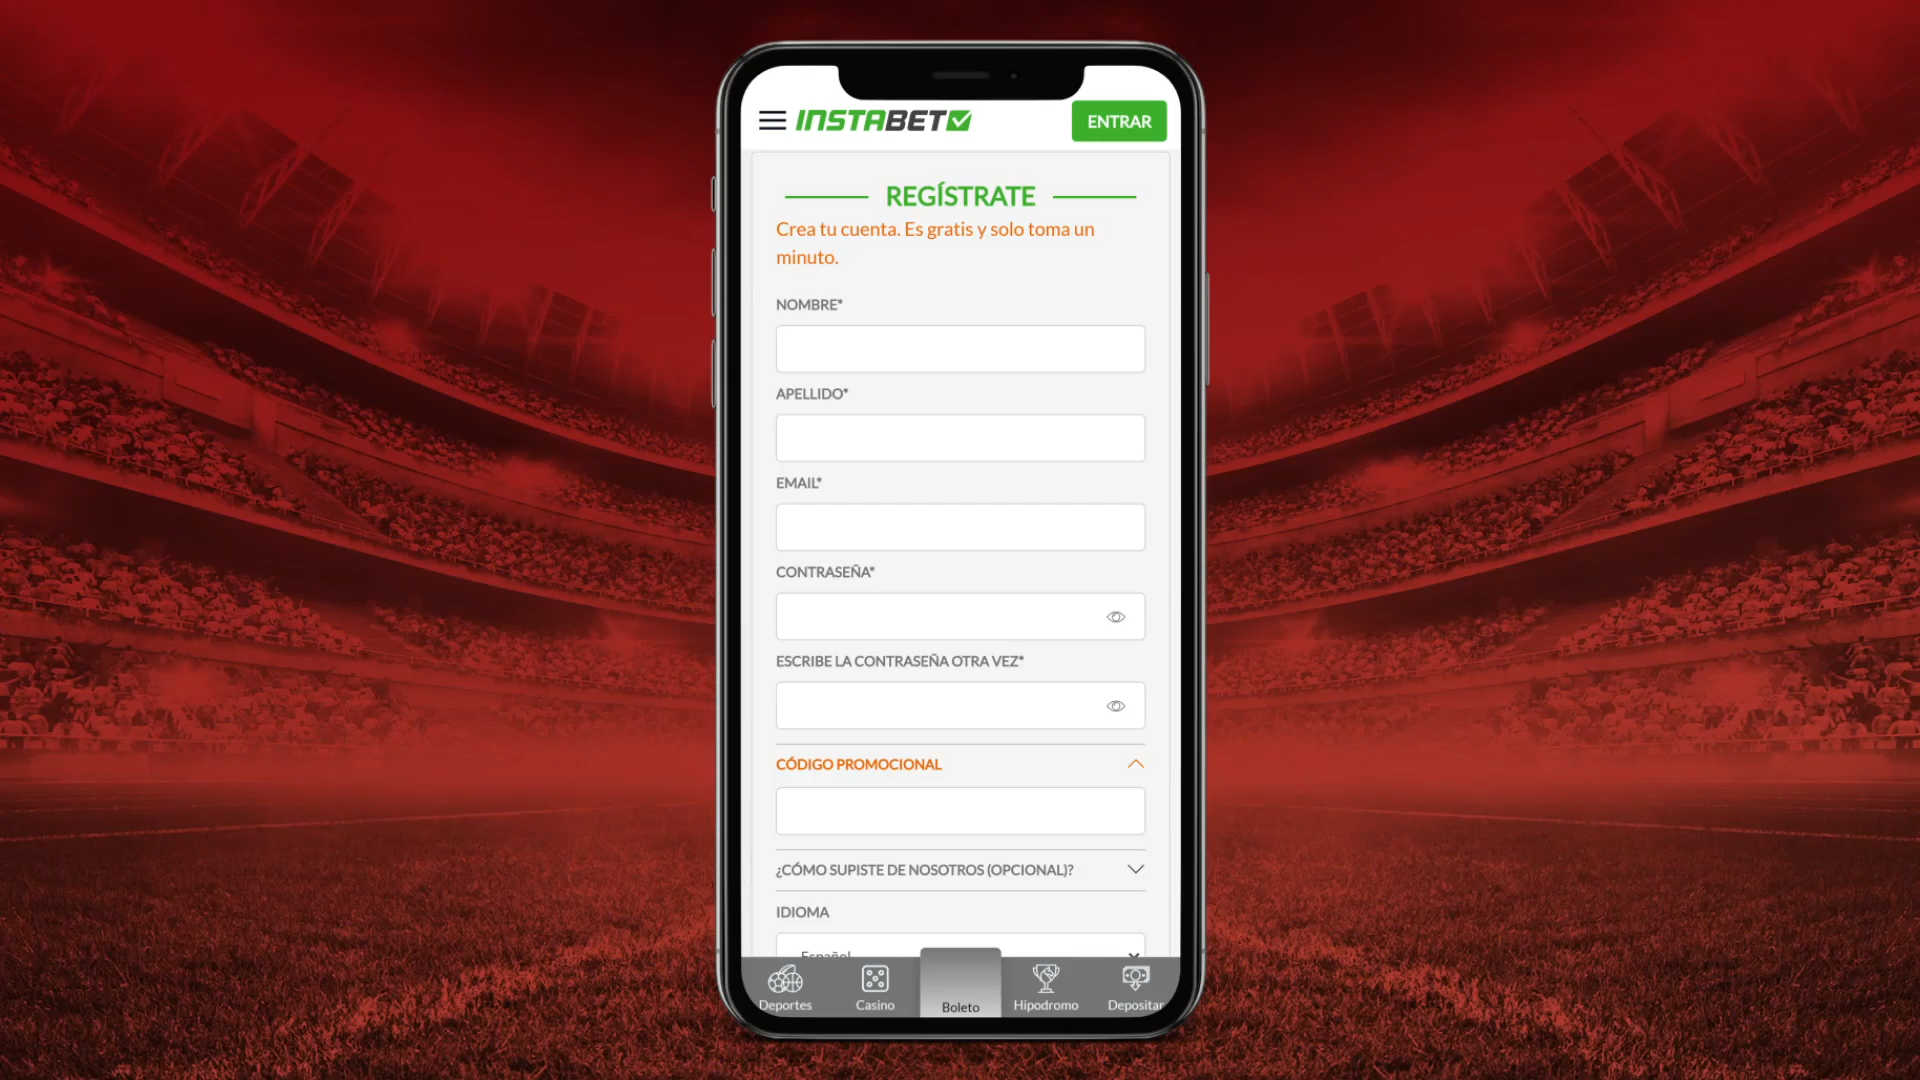 INSTABET
ENTRAR
REGÍSTRATE
Crea tu cuenta. Es gratis y solo toma un
minuto.
NOMBRE*
APELLIDO*
EMAIL*
CONTRASEÑA*
ESCRIBE LA CONTRASEÑA OTRA VEZ*
CÓDIGO PROMOCIONAL
¿CÓMO SUPISTE DE NOSOTROS (OPCIONAL)?
IDIOMA
Español
Deportes
Casino
Boleto
Hipodromo
Depositar